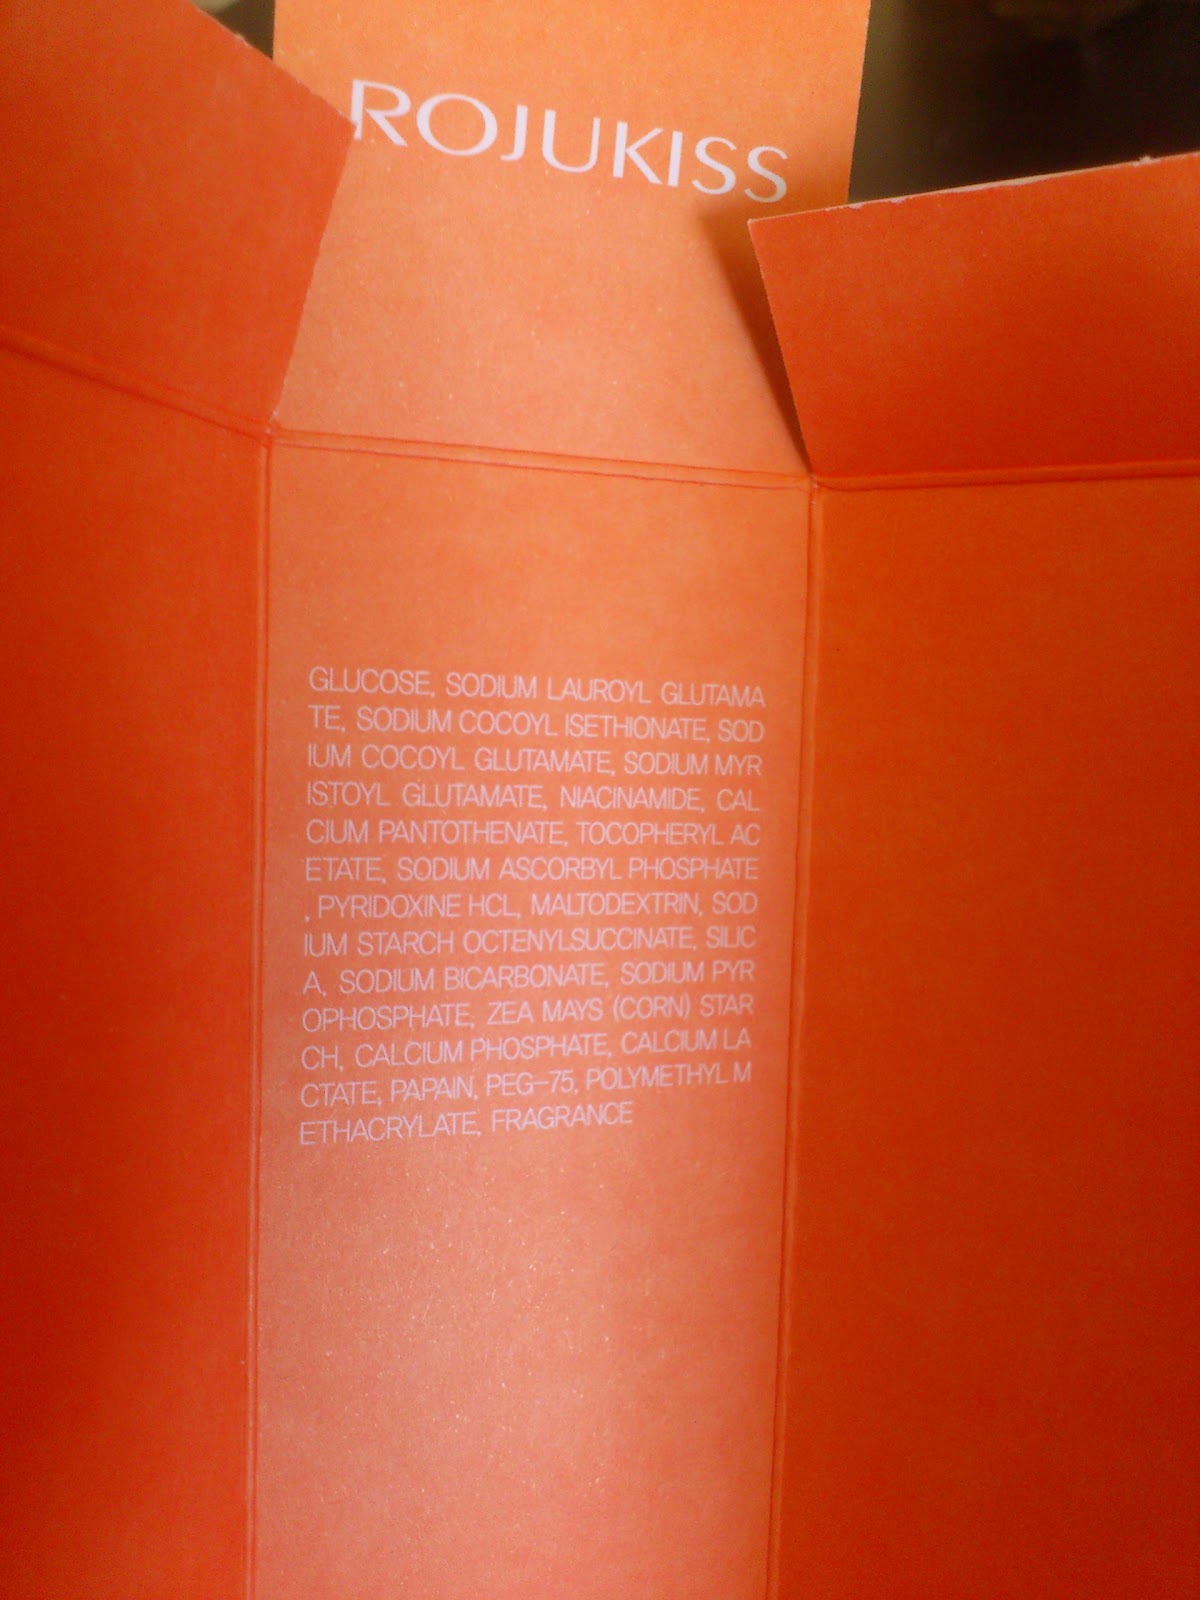 ROJUKISS
GLUCOSE, SODIUM LAUROYL GLUTAMA
TE, SODIUM COCOYL ISETHIONATE, SOD
IUM COCOYL GLUTAMATE, SODIUM MYR
ISTOYL GLUTAMATE, NIACINAMIDE, CAL
CIUM PANTOTHENATE, TOCOPHERYL AC
ETATE, SODIUM ASCORBYL PHOSPHATE
, PYRIDOXINE HCL, MALTODEXTRIN, SOD
IUM STARCH OCTENYLSUCCINATE, SILIC
A, SODIUM BICARBONATE, SODIUM PYR
OPHOSPHATE, ZEA MAYS (CORN) STAR
CH, CALCIUM PHOSPHATE, CALCIUM LA
CTATE, PAPAIN, PEG-75, POLYMETHYL M
ETHACRYLATE, FRAGRANCE